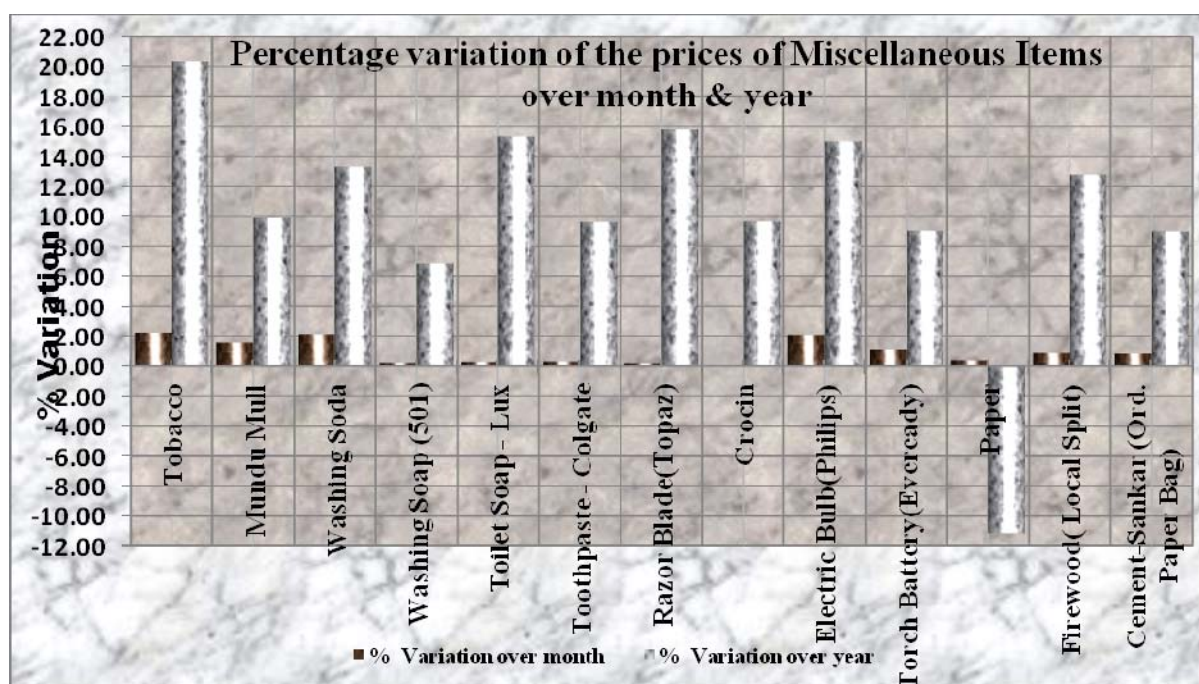 Percentage variation of the prices of Miscellaneous Items
over month & year
% Variation
22.00
20.00
18.00
16.00
14.00
12.00
10.00
8.00
6.00
4.00
2.00
0.00
-2.00
-4.00
-6.00
-8.00
-10.00
-12.00
Tobacco
Mundu Mull
Washing Soda
Washing Soap (501)
Toilet Soap - Lux
Toothpaste - Colgate
Razor Blade(Topaz)
Crocin
Electric Bulb(Philips)
Torch Battery(Eveready)
Paper
Firewood( Local Split)
Cement-Sankar (Ord.
Paper Bag)
% Variation over month
% Variation over year